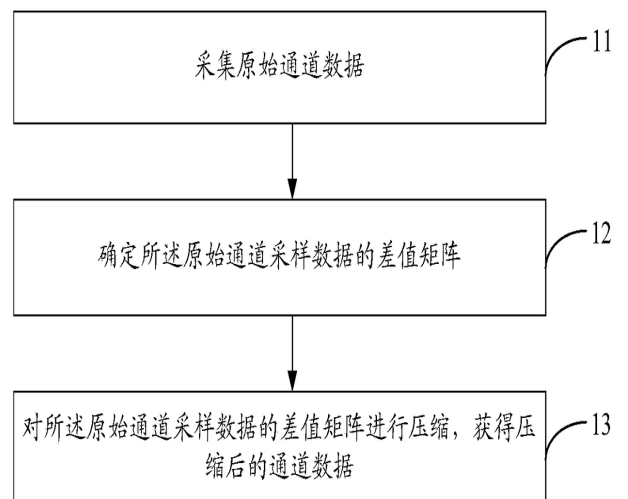 采集原始通道数据
11
确定所述原始通道采样数据的差值矩阵
12
对所述原始通道采样数据的差值矩阵进行压缩，获得压
缩后的通道数据
13